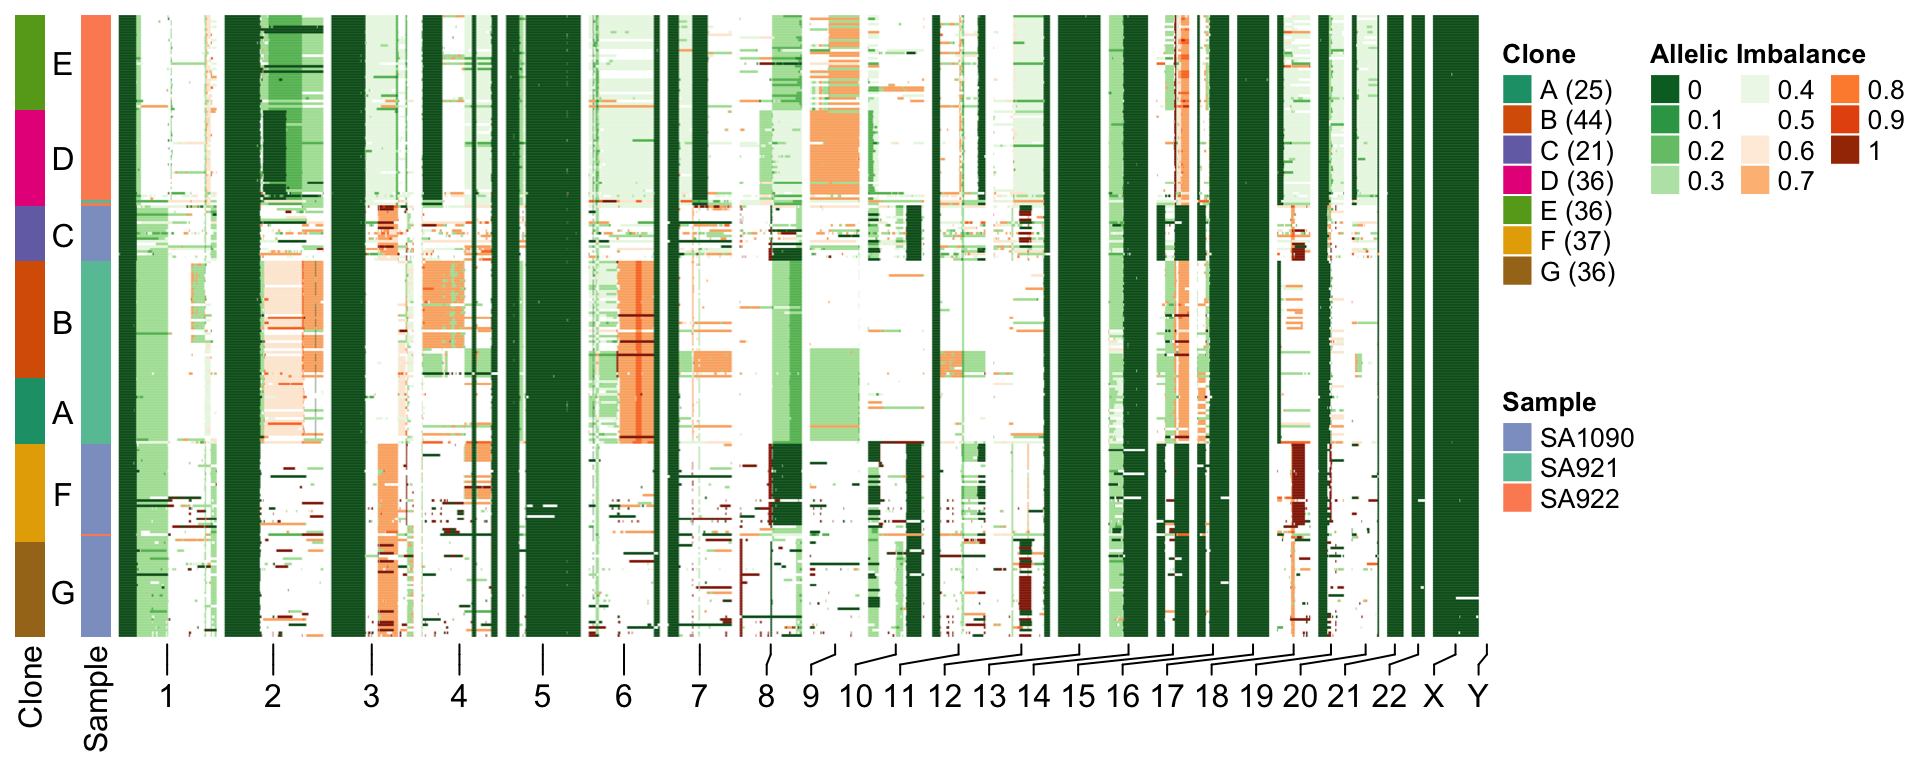 E
D
C
B
A
F
G
Clone
Sample
1 2 3 4 5 6 7 8 9 10 11 12 13 14 15 16 17 18 19 20 21 22 X Y
Clone
A (25)
B (44)
C (21)
D (36)
E (36)
F (37)
G (36)
Allelic Imbalance
0 0.4 0.8
0.1 0.5 0.9
0.2 0.6 1
0.3 0.7
Sample
SA1090
SA921
SA922